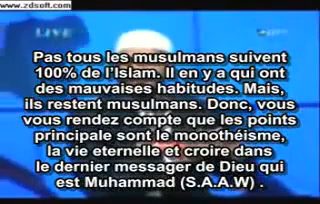 www.zdsoft.com
LIVE
Pas tous les musulmans suivent
100% de l'Islam. Il en y a qui ont
des mauvaises habitudes. Mais,
ils restent musulmans. Donc, vous
vous rendez compte que les points
principale sont le monothéisme,
la vie eternelle et croire dans
le dernier messager de Dieu qui
est Muhammad (S.A.A.W) .